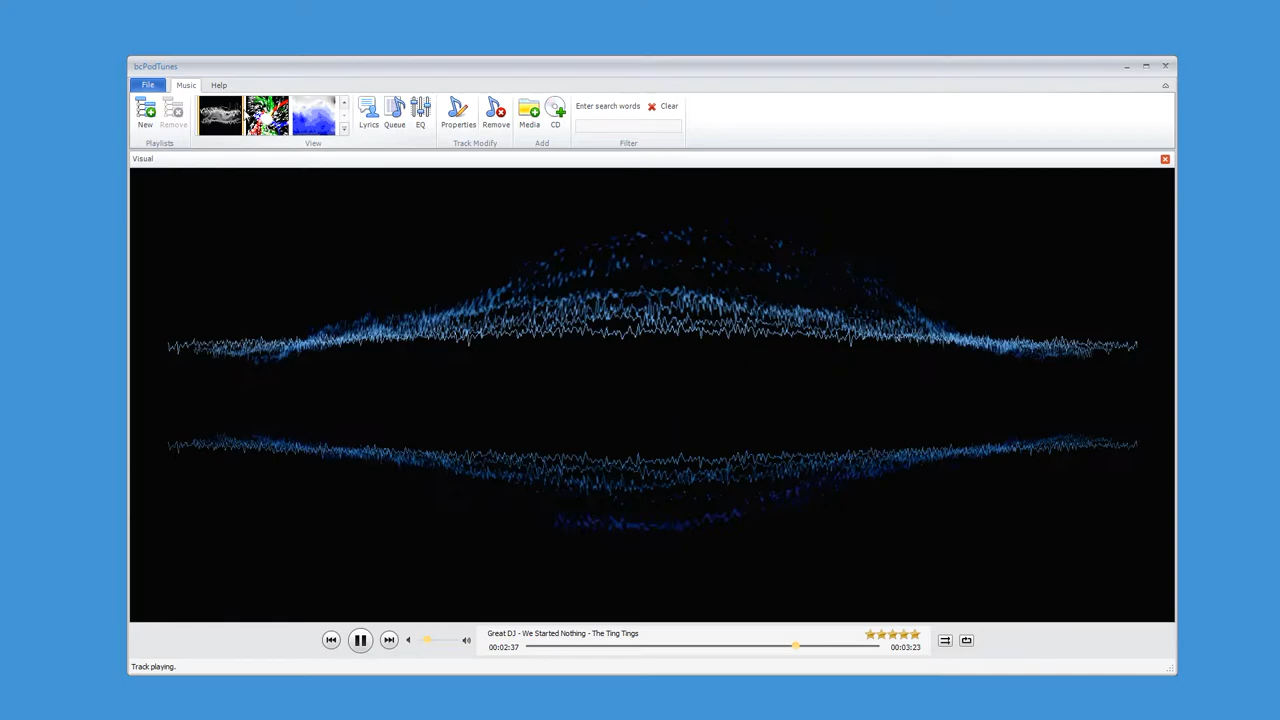 bcPodTunes
File Music Help
New Remove Lyrics Queue EQ Properties Remove Media CD Enter search words Clear
Playlists View Track Modify Add Filter
Visual
Great DJ - We Started Nothing - The Ting Tings
00:02:37 00:03:23
Track playing.